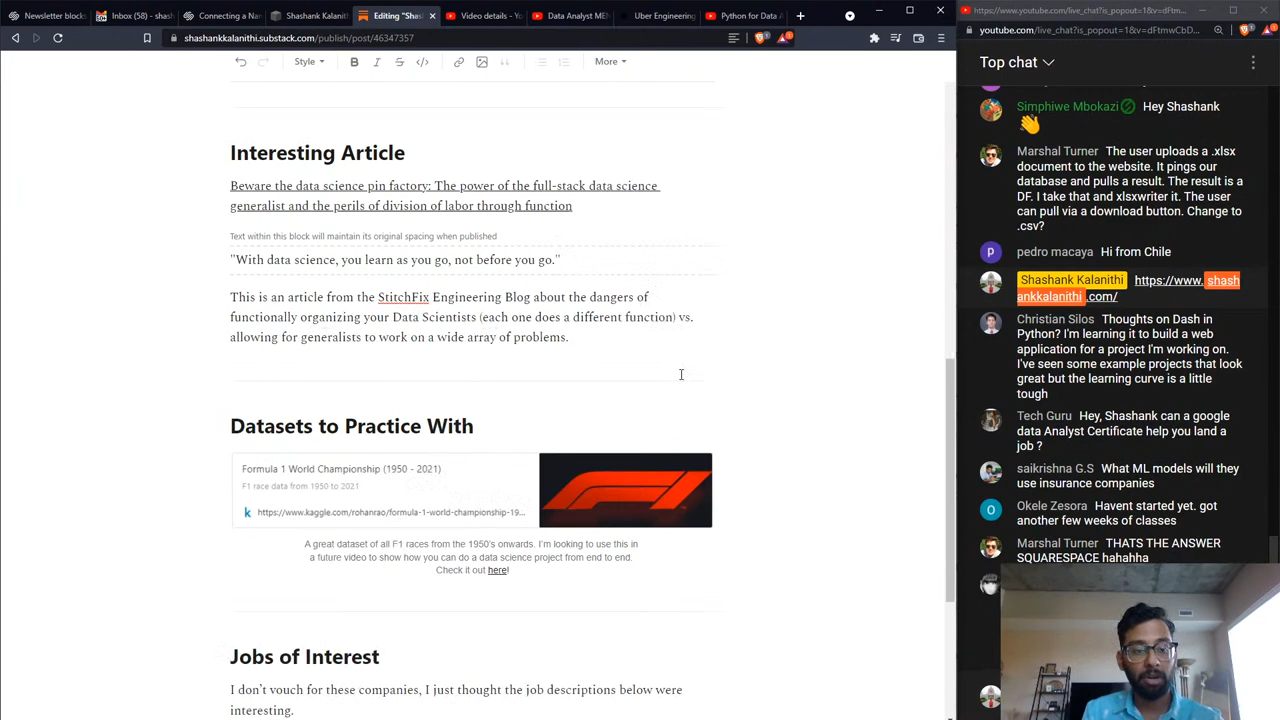 Newsletter blocks
Inbox (58) - shash
Connecting a Nar
Shashank Kalanith
Editing "Shas
Video details - Yo
Data Analyst MEN
Uber Engineering
Python for Data A
https://www.youtube.com/live_chat?is_popout=1&v=dFtm...
shashankkalanithi.substack.com/publish/post/46347357
youtube.com/live_chat?is_popout=1&v=dFtmwCbD...
Style
More
Top chat
Interesting Article
Beware the data science pin factory: The power of the full-stack data science
generalist and the perils of division of labor through function
Text within this block will maintain its original spacing when published
"With data science, you learn as you go, not before you go."
This is an article from the StitchFix Engineering Blog about the dangers of
functionally organizing your Data Scientists (each one does a different function) vs.
allowing for generalists to work on a wide array of problems.
Datasets to Practice With
Formula 1 World Championship (1950 - 2021)
F1 race data from 1950 to 2021
k https://www.kaggle.com/rohanrao/formula-1-world-championship-19...
A great dataset of all F1 races from the 1950's onwards. I'm looking to use this in
a future video to show how you can do a data science project from end to end.
Check it out here!
Jobs of Interest
I don't vouch for these companies, I just thought the job descriptions below were
interesting.
Simphiwe Mbokazi Hey Shashank
Marshal Turner The user uploads a .xlsx
document to the website. It pings our
database and pulls a result. The result is a
DF. I take that and xlsxwriter it. The user
can pull via a download button. Change to
.csv?
p pedro macaya Hi from Chile
Shashank Kalanithi https://www.shash
ankkalanithi.com/
Christian Silos Thoughts on Dash in
Python? I'm learning it to build a web
application for a project I'm working on.
I've seen some example projects that look
great but the learning curve is a little
tough
Tech Guru Hey, Shashank can a google
data Analyst Certificate help you land a
job ?
saikrishna G.S What ML models will they
use insurance companies
O Okele Zesora Havent started yet. got
another few weeks of classes
Marshal Turner THATS THE ANSWER
SQUARESPACE hahahha